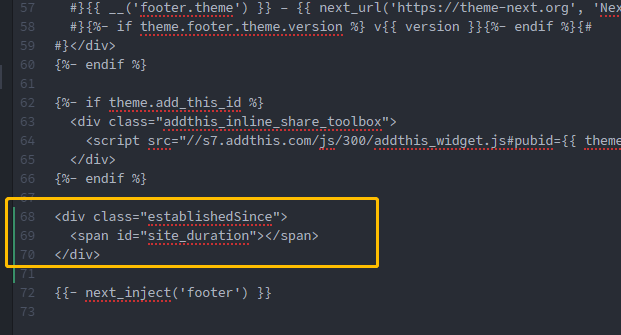 57 #}{{ __('footer.theme') }} – {{ next_url('https://theme-next.org', 'Nex
58 #}{%- if theme.footer.theme.version %} v{{ version }}{%- endif %}{#
59 #}</div>
60 {%- endif %}
61
62 {%- if theme.add_this_id %}
63 <div class="addthis_inline_share_toolbox">
64 <script src="//s7.addthis.com/js/300/addthis_widget.js#pubid={{ theme
65 </div>
66 {%- endif %}
67
68 <div class="establishedSince">
69 <span id="site_duration"></span>
70 </div>
71
72 {{- next_inject('footer') }}
73